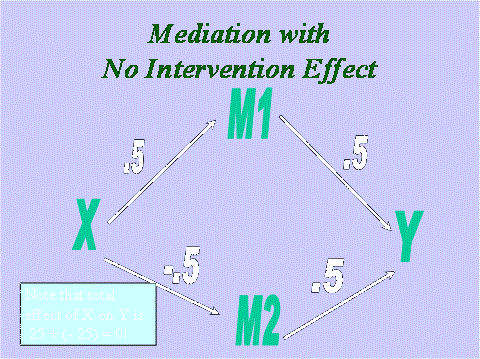 Mediation with
No Intervention Effect
M1
.5
.5
X
Y
-.5
.5
M2
Note that total
effect of X on Y is
.25 + (-.25)=0